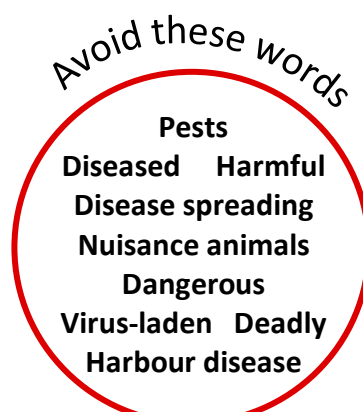 Avoid these words
Pests
Diseased Harmful
Disease spreading
Nuisance animals
Dangerous
Virus-laden Deadly
Harbour disease